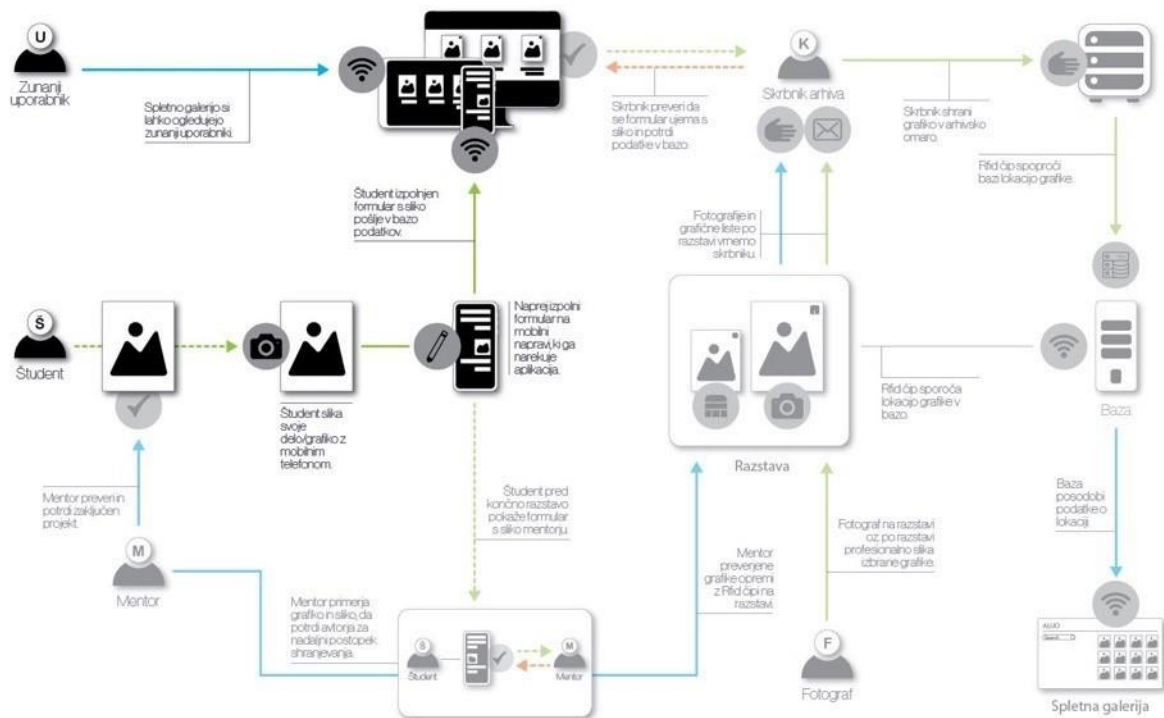 U
Zunanji
uporabnik
Spletno galerijo si
lahko ogledujejo
zunanji uporabniki.
Skrbnik preveri da
se formular ujema s
sliko in potrdi
podatke v bazo.
K
Skrbnik arhiva
Skrbnik shrani
grafiko v arhivsko
omaro.
Rfid čip spoproči
bazi lokacijo grafike.
Študent izpolnjen
formular s sliko
pošlje v bazo
podatkov.
Fotografije in
grafične liste po
razstavi vrnemo
skrbniku.
Š
Študent
Študent slika
svoje
delo/grafiko z
mobilnim
telefonom.
Naprej izpolni
formular na
mobilni
napravi, ki ga
narekuje
aplikacija.
Razstava
Rfid čip sporoča
lokacijo grafike v
bazo.
Baza
Mentor preveri in
potrdi zaključen
projekt.
M
Mentor
Študent pred
končno razstavo
pokaže formular
s sliko mentorju.
Mentor primerja
grafiko in sliko, da
potrdi avtorja za
nadaljni postopek
shranjevanja.
Š
Študent
M
Mentor
Mentor
preverjene
grafike opremi
z Rfid čipi na
razstavi.
Fotograf na razstavi
oz. po razstavi
profesionalno slika
izbrane grafike.
F
Fotograf
Baza
posodobi
podatke o
lokaciji
ALUO
Search
Spletna galerija